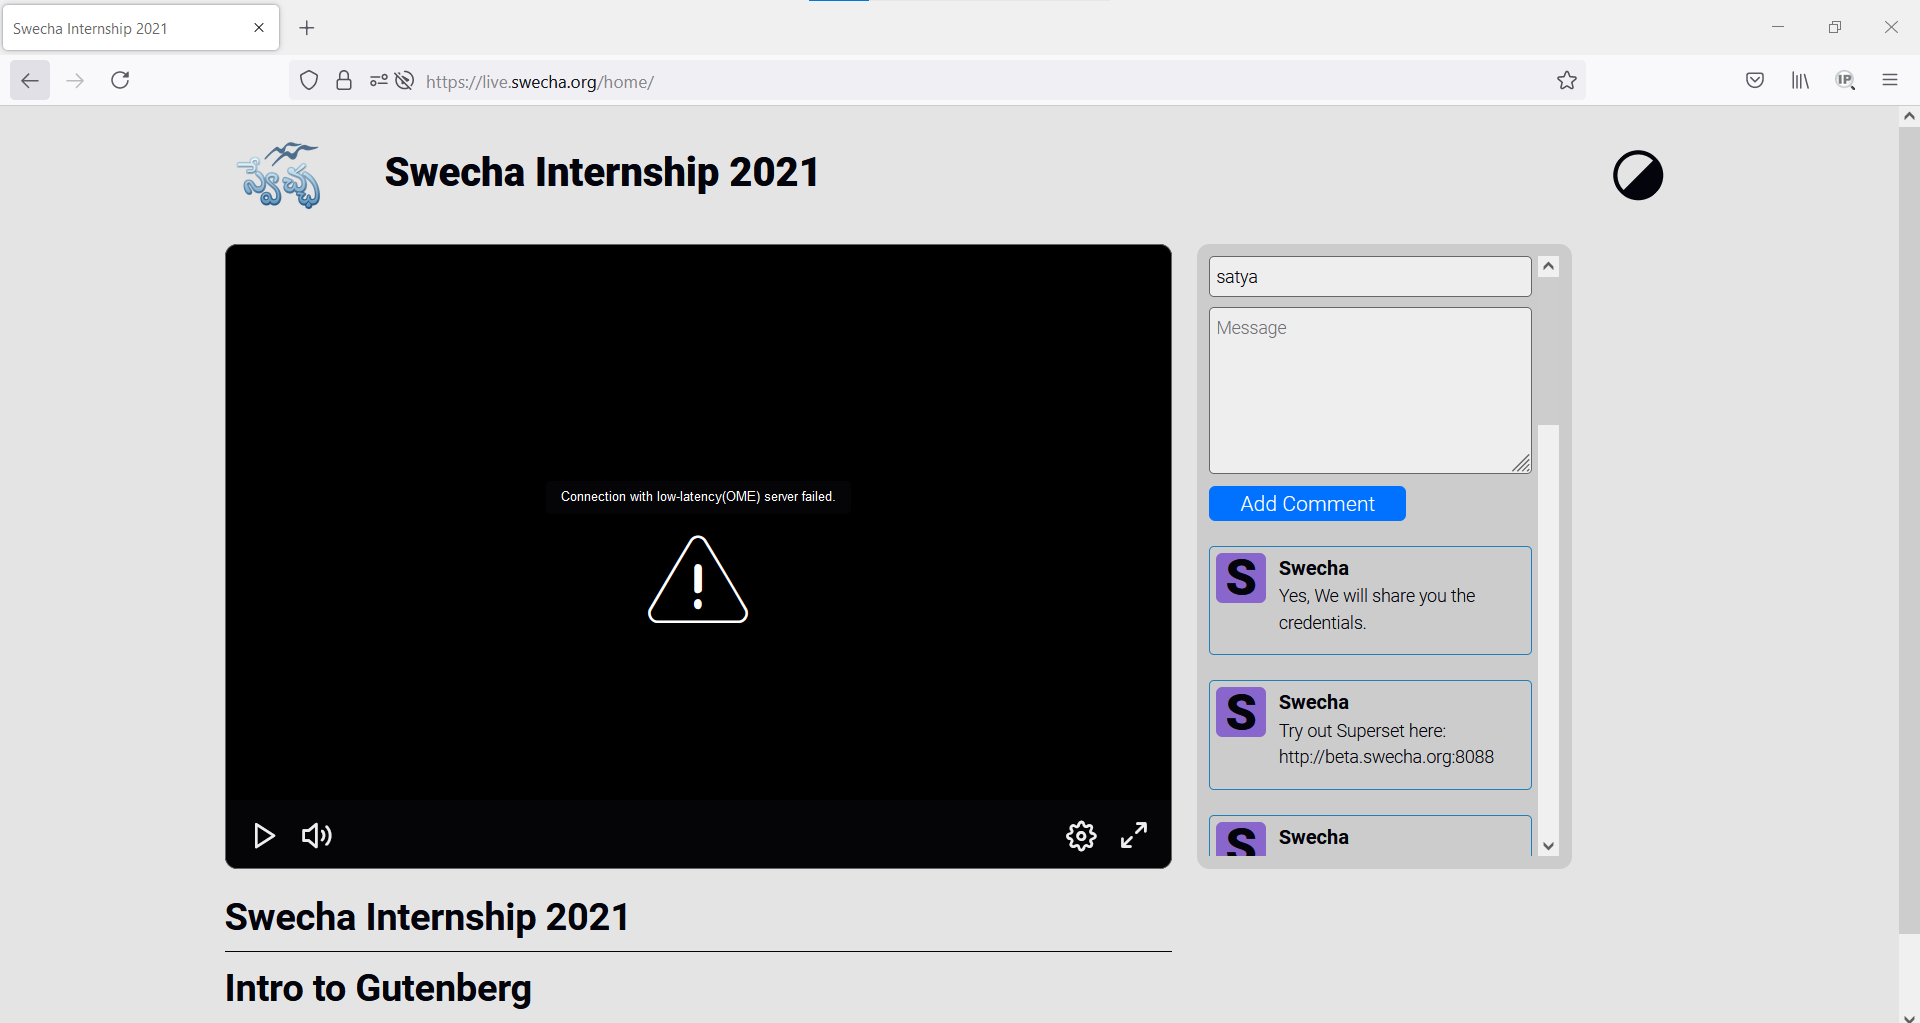 Swecha Internship 2021
https://live.swecha.org/home/
IP
స్వేచ్ఛ
Swecha Internship 2021
satya
Message
Add Comment
Connection with low-latency(OME) server failed.
S
Swecha
Yes, We will share you the
credentials.
S
Swecha
Try out Superset here:
http://beta.swecha.org:8088
S
Swecha
Swecha Internship 2021
Intro to Gutenberg